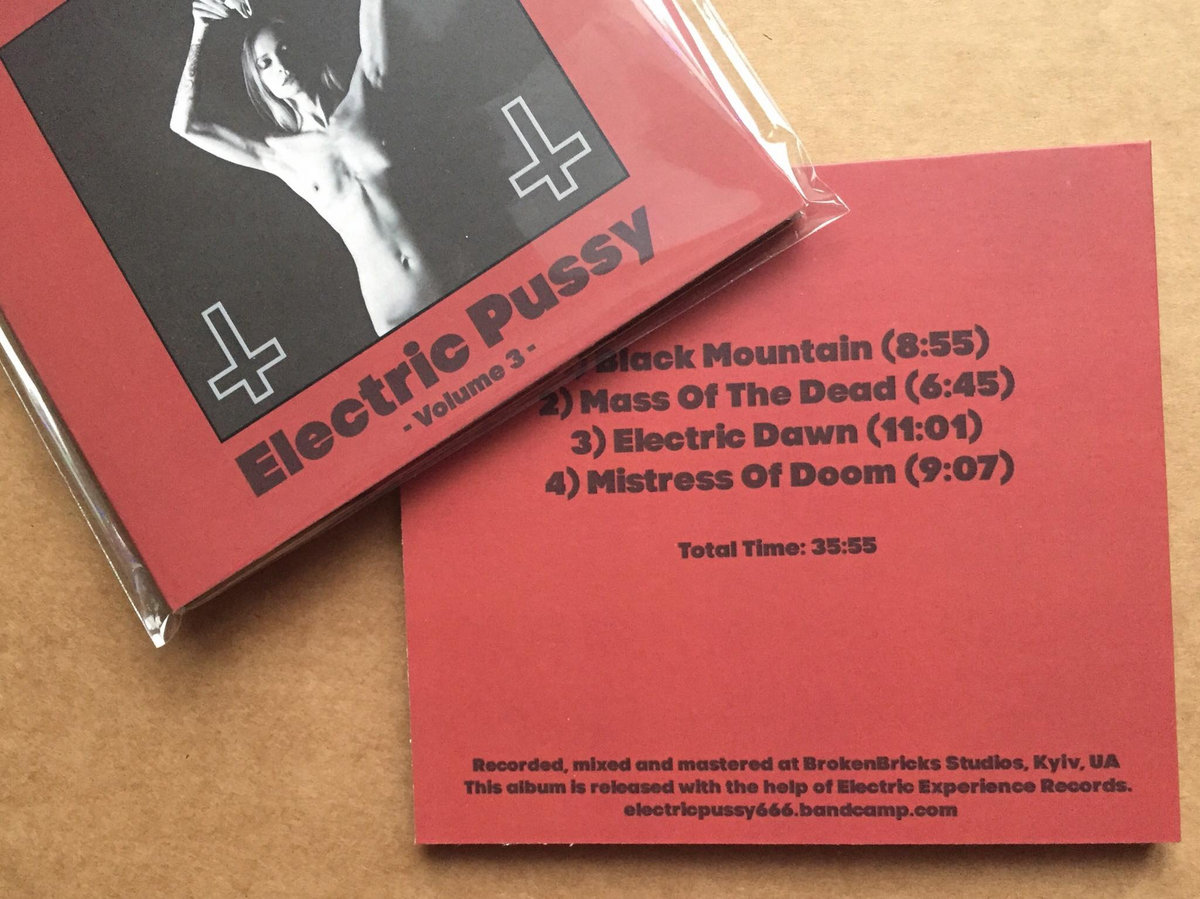 Electric Pussy
- Volume 3 -
Black Mountain (8:55)
2) Mass Of The Dead (6:45)
3) Electric Dawn (11:01)
4) Mistress Of Doom (9:07)
Total Time: 35:55
Recorded, mixed and mastered at BrokenBricks Studios, Kyiv, UA
This album is released with the help of Electric Experience Records.
electricpussy666.bandcamp.com